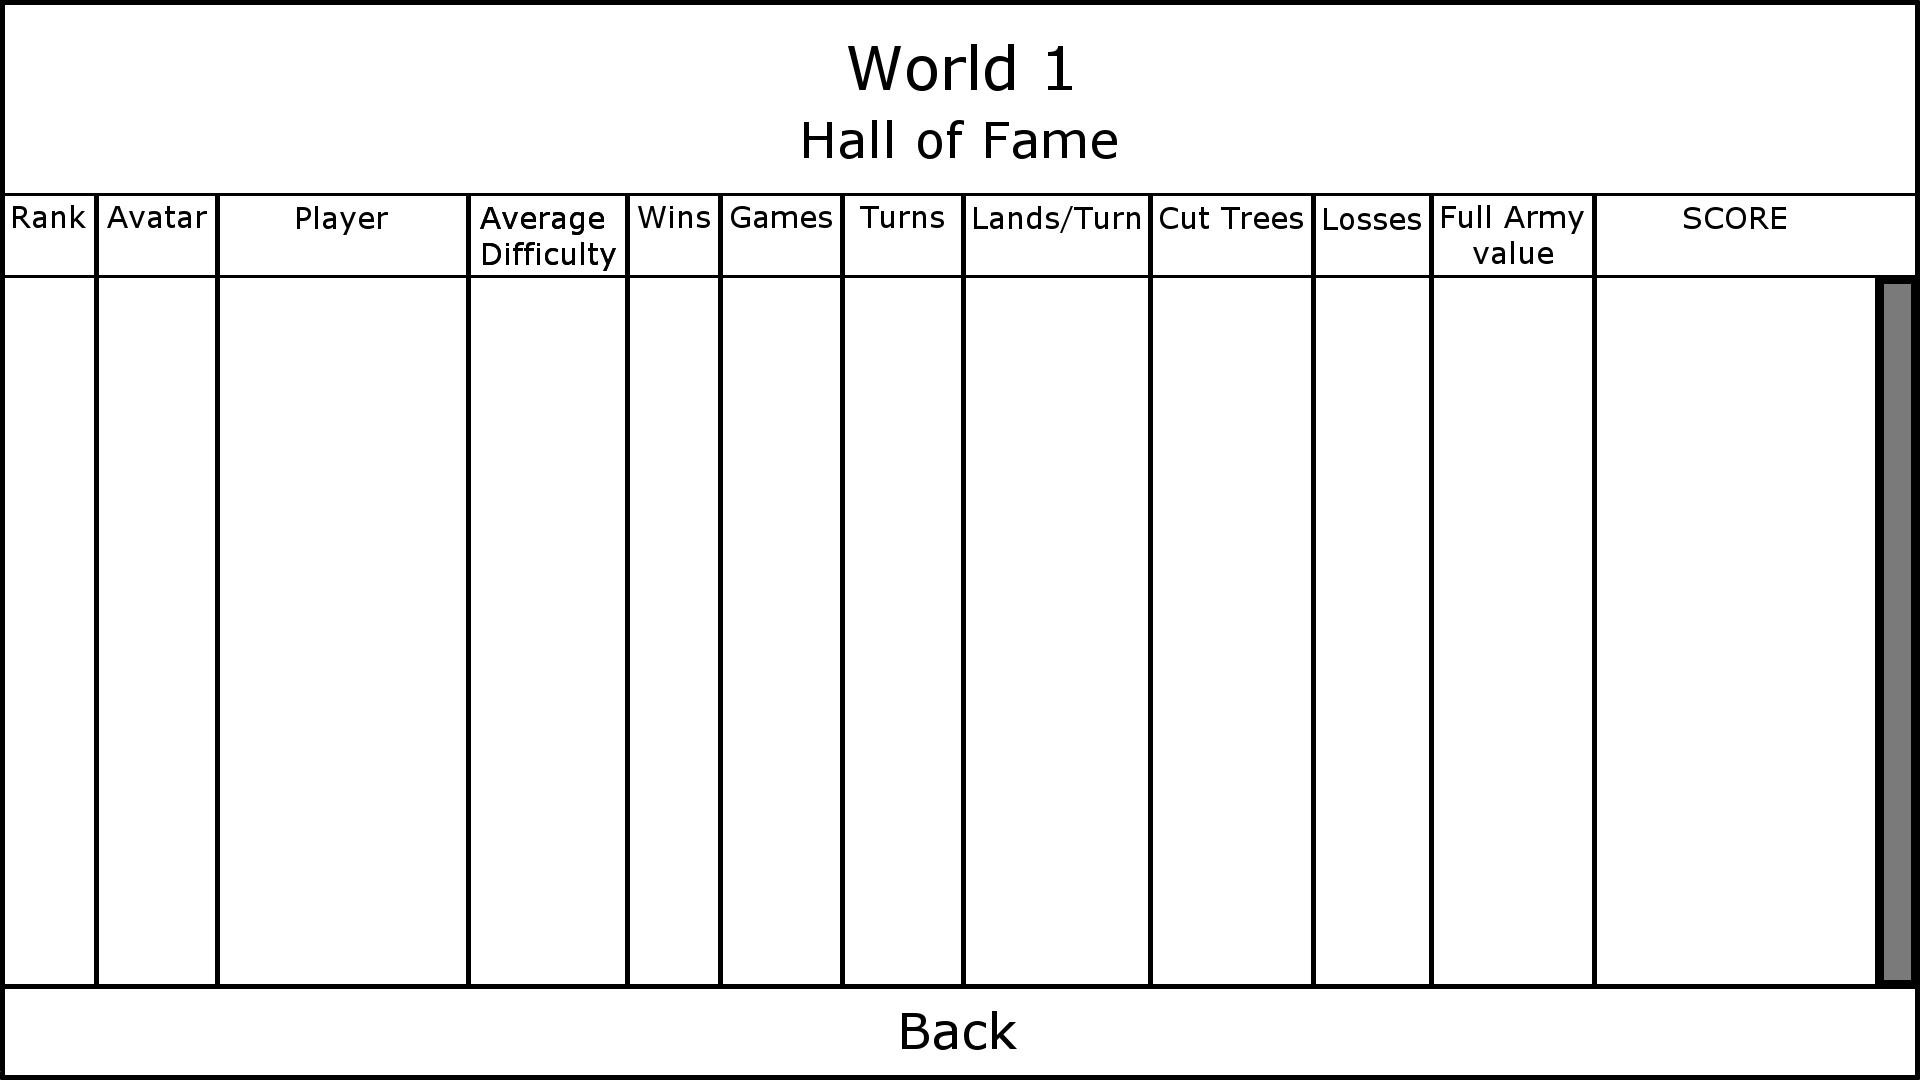 World 1
Hall of Fame
Rank
Avatar
Player
Average
Difficulty
Wins
Games
Turns
Lands/Turn
Cut Trees
Losses
Full Army
value
SCORE
Back